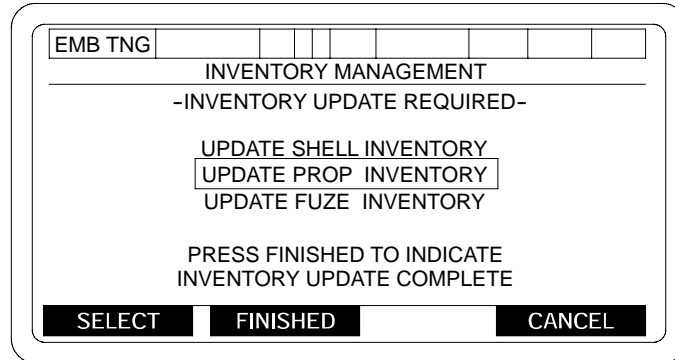 EMB TNG
INVENTORY MANAGEMENT
-INVENTORY UPDATE REQUIRED-
UPDATE SHELL INVENTORY
UPDATE PROP INVENTORY
UPDATE FUZE INVENTORY
PRESS FINISHED TO INDICATE
INVENTORY UPDATE COMPLETE
SELECT FINISHED CANCEL